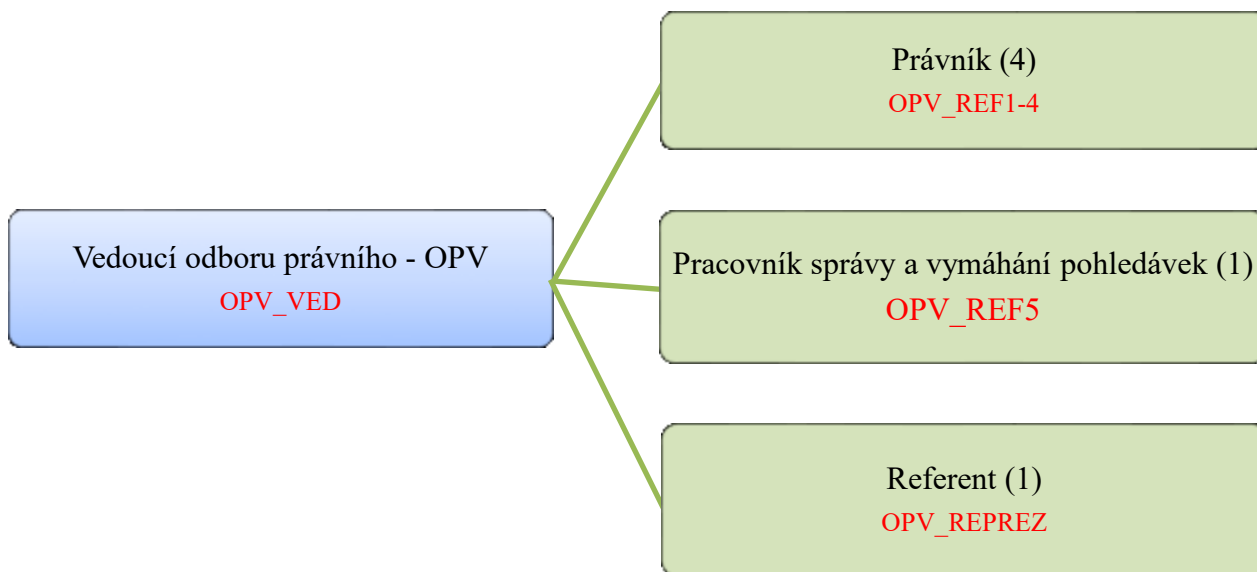 Právník (4)
OPV_REF1-4
Vedoucí odboru právního - OPV
OPV_VED
Pracovník správy a vymáhání pohledávek (1)
OPV_REF5
Referent (1)
OPV_REPREZ